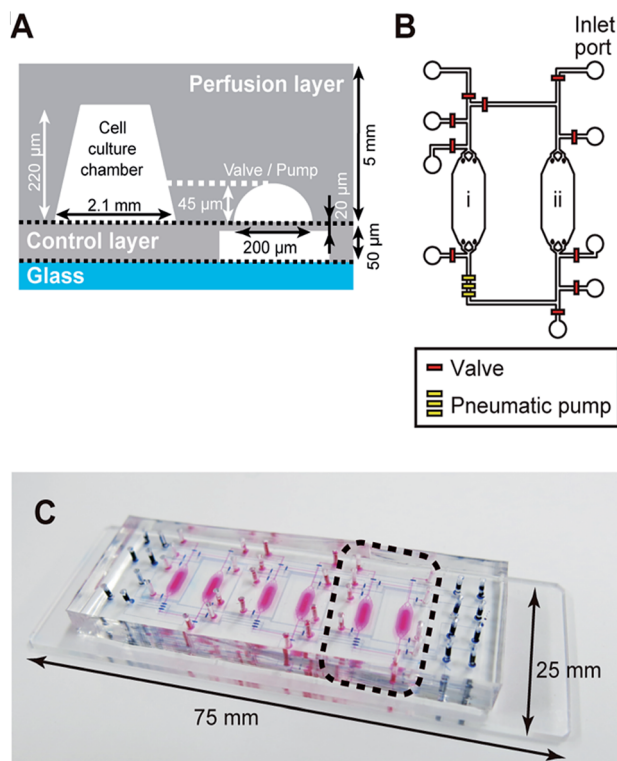 A
Perfusion layer
Cell
culture
chamber
220 µm
2.1 mm
Valve / Pump
45 µm
20 µm
5 mm
200 µm
50 µm
Control layer
Glass
B
Inlet
port
i
ii
Valve
Pneumatic pump
C
75 mm
25 mm